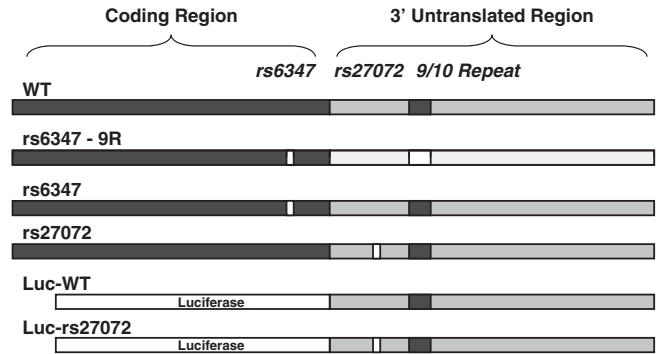 Coding Region 3' Untranslated Region
rs6347 rs27072 9/10 Repeat
WT
rs6347 - 9R
rs6347
rs27072
Luc-WT
Luciferase
Luc-rs27072
Luciferase